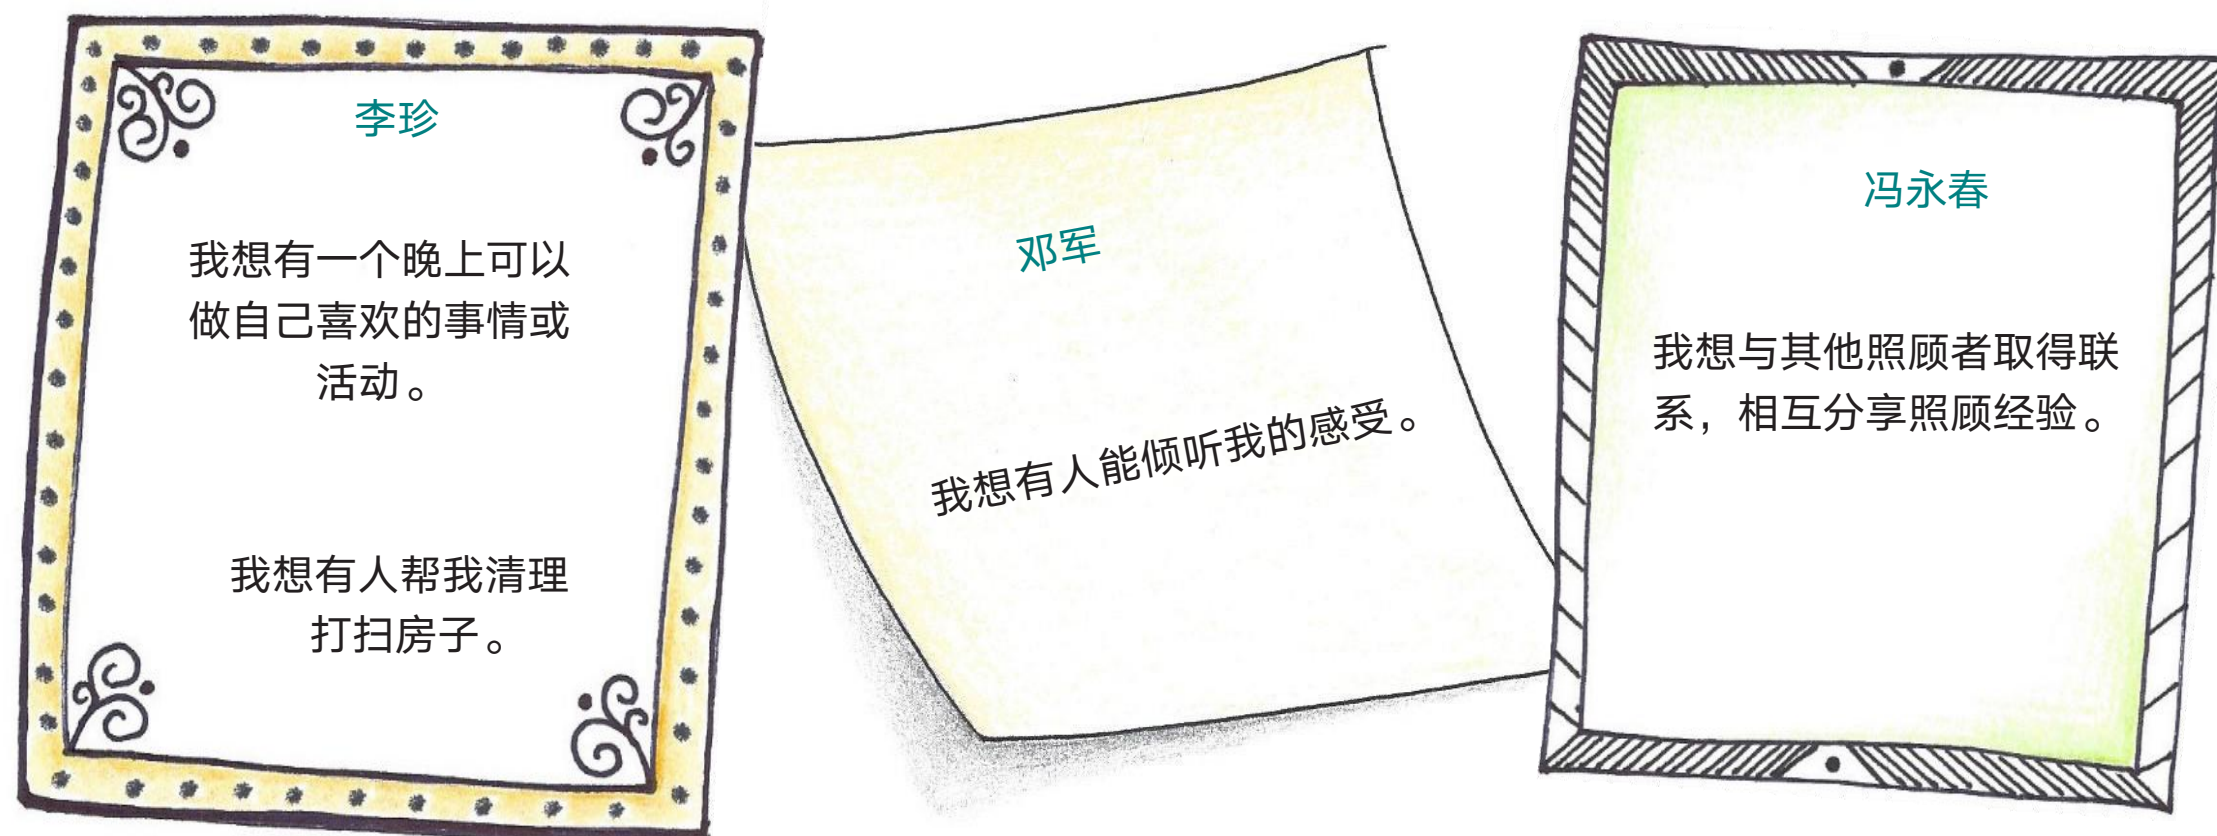 李珍
我想有一个晚上可以
做自己喜欢的事情或
活动。
我想有人帮我清理
打扫房子。
邓军
我想有人能倾听我的感受。
冯永春
我想与其他照顾者取得联
系，相互分享照顾经验。